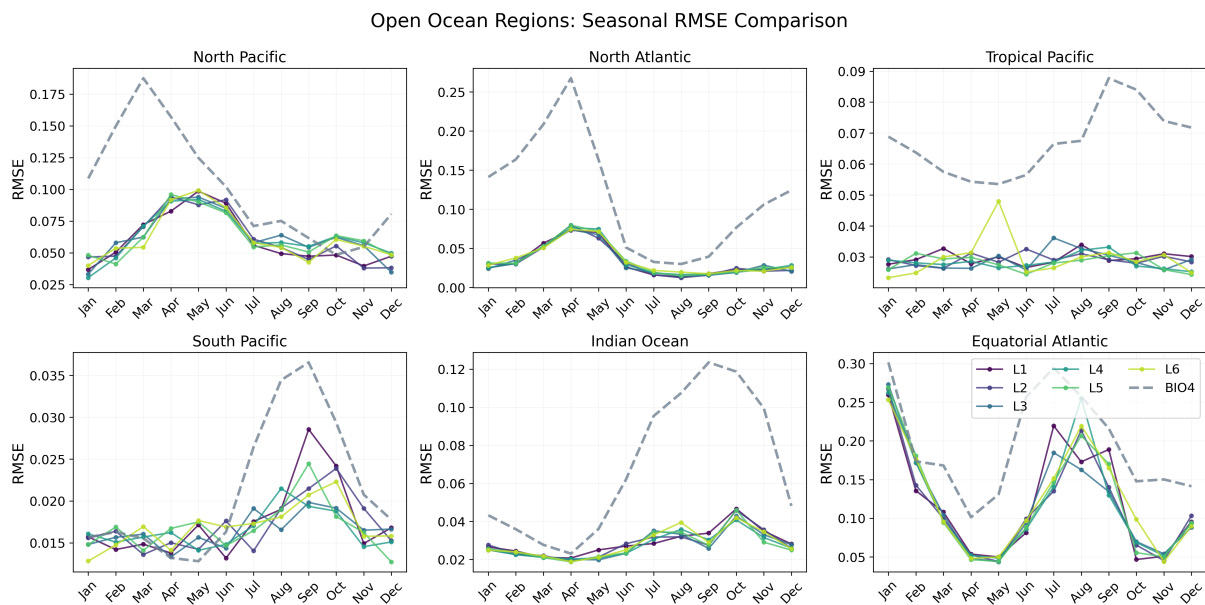 Open Ocean Regions: Seasonal RMSE Comparison
North Pacific
RMSE
0.175
0.150
0.125
0.100
0.075
0.050
0.025
Jan Feb Mar Apr May Jun Jul Aug Sep Oct Nov Dec
North Atlantic
RMSE
0.25
0.20
0.15
0.10
0.05
0.00
Jan Feb Mar Apr May Jun Jul Aug Sep Oct Nov Dec
Tropical Pacific
RMSE
0.09
0.08
0.07
0.06
0.05
0.04
0.03
Jan Feb Mar Apr May Jun Jul Aug Sep Oct Nov Dec
South Pacific
RMSE
0.035
0.030
0.025
0.020
0.015
Jan Feb Mar Apr May Jun Jul Aug Sep Oct Nov Dec
Indian Ocean
RMSE
0.12
0.10
0.08
0.06
0.04
0.02
Jan Feb Mar Apr May Jun Jul Aug Sep Oct Nov Dec
Equatorial Atlantic
RMSE
0.30
0.25
0.20
0.15
0.10
0.05
L1 L4 L6
L2 L5 BIO4
L3
Jan Feb Mar Apr May Jun Jul Aug Sep Oct Nov Dec